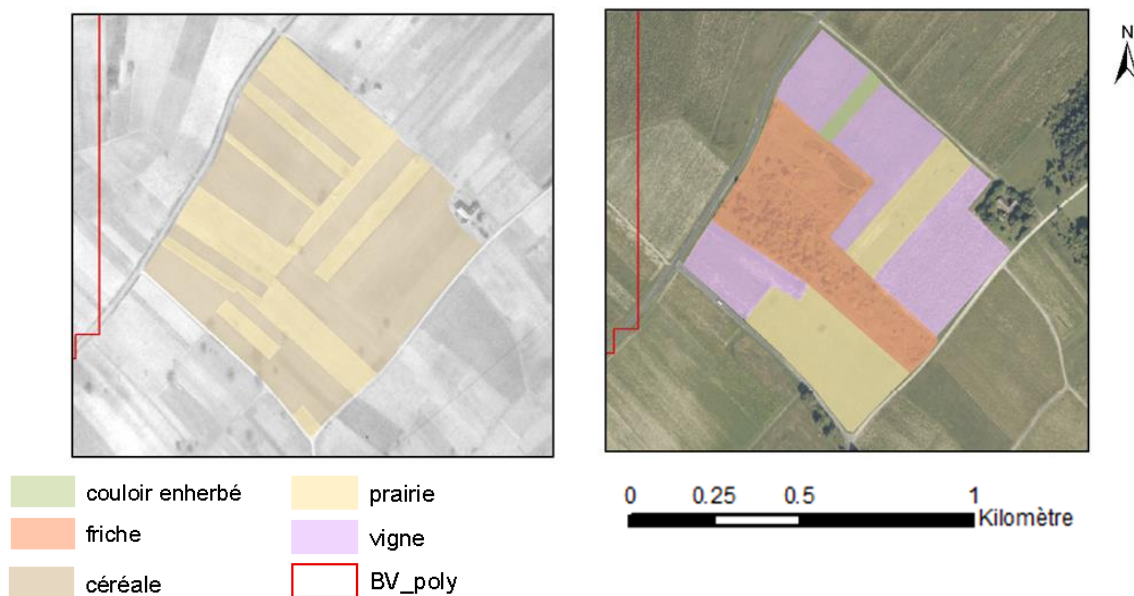 N
couloir enherbé
prairie
friche
vigne
céréale
BV_poly
0 0.25 0.5 1
Kilomètre